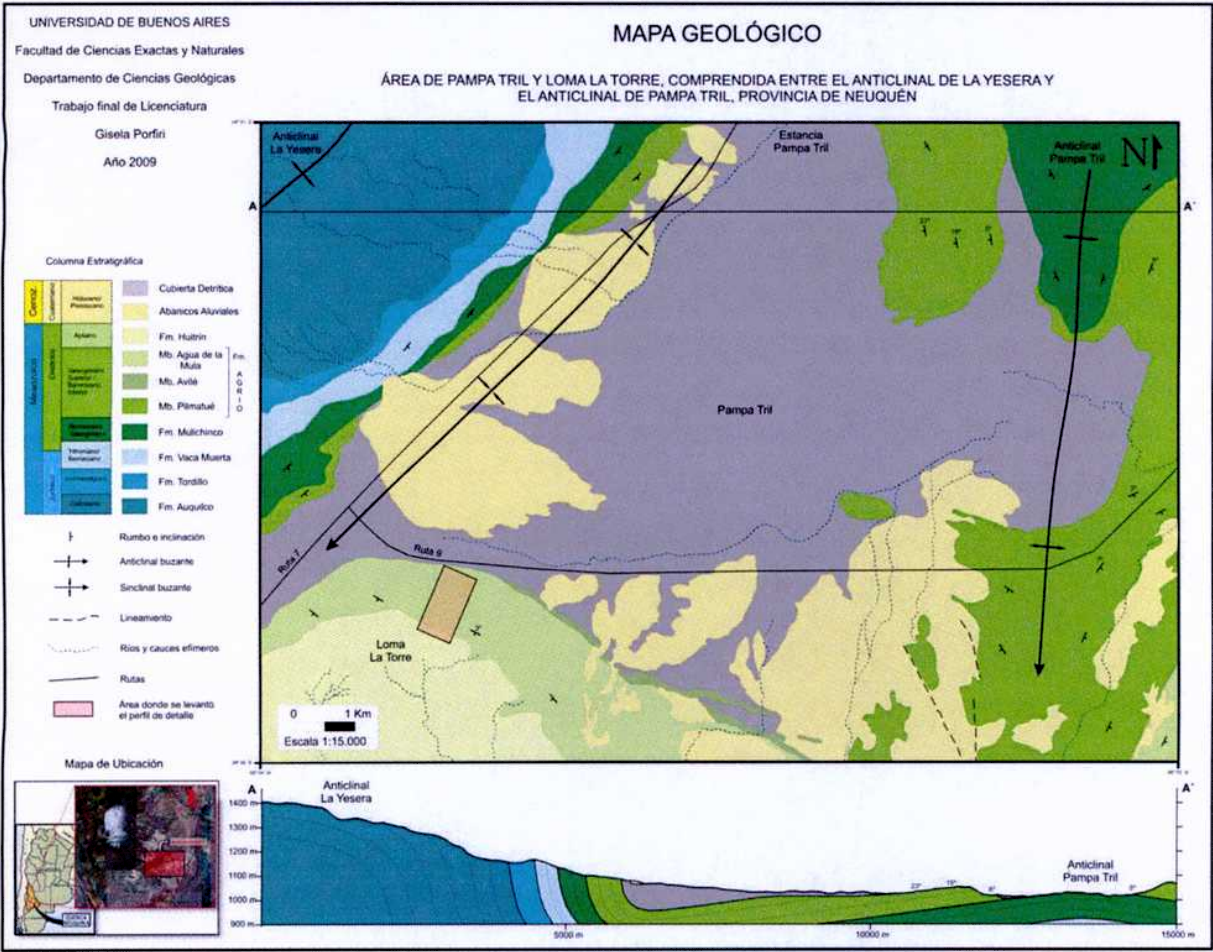 UNIVERSIDAD DE BUENOS AIRES
Facultad de Ciencias Exactas y Naturales
Departamento de Ciencias Geológicas
Trabajo final de Licenciatura
Gisela Porfiri
Año 2009
MAPA GEOLÓGICO
ÁREA DE PAMPA TRIL Y LOMA LA TORRE, COMPRENDIDA ENTRE EL ANTICLINAL DE LA YESERA Y
EL ANTICLINAL DE PAMPA TRIL, PROVINCIA DE NEUQUÉN
Anticlinal
La Yesera
Estancia
Pampa Tril
Anticlinal
Pampa Tril
N
A
A´
Pampa Tril
Ruta 7
Ruta 9
Loma
La Torre
0 1 Km
Escala 1:15.000
Columna Estratigráfica
Cenoz.
Cuaternario
Mesozoico
Aptiano
Cubierta Detrítica
Abanicos Aluviales
Fm. Huitrín
Mb. Agua de la
Mula
Mb. Avilé
Mb. Pilmatué
Fm.
A
G
R
I
O
Fm. Mulichinco
Fm. Vaca Muerta
Fm. Tordillo
Fm. Auquilco
Rumbo e inclinación
Anticlinal buzante
Sinclinal buzante
Lineamiento
Ríos y cauces efímeros
Rutas
Área donde se levantó
el perfil de detalle
Mapa de Ubicación
A
A´
Anticlinal
La Yesera
Anticlinal
Pampa Tril
1400 m
1300 m
1200 m
1100 m
1000 m
900 m
5000 m
10000 m
15000 m